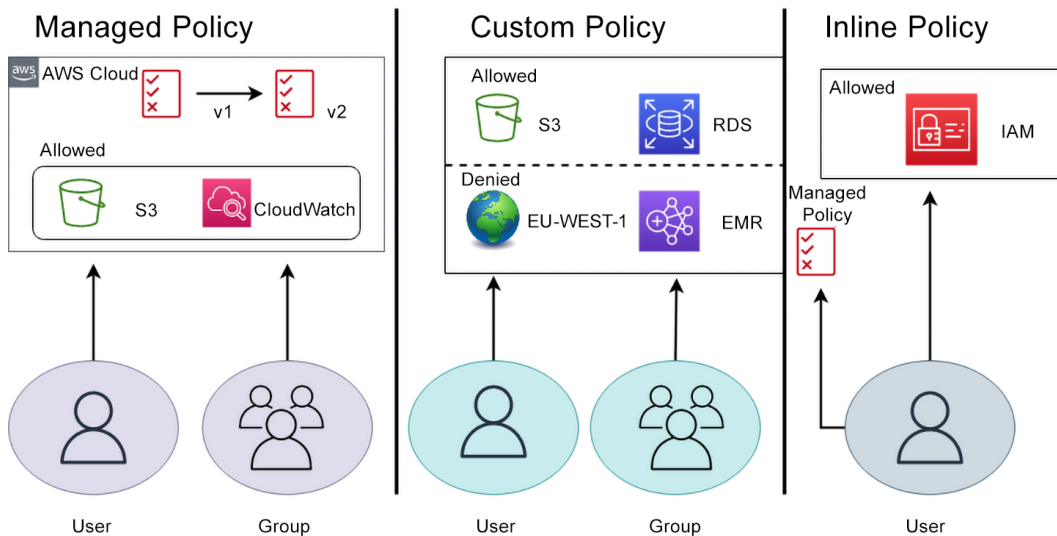 Managed Policy
aws
AWS Cloud
v1
v2
Allowed
S3
CloudWatch
User
Group
Custom Policy
Allowed
S3
RDS
Denied
EU-WEST-1
EMR
User
Group
Inline Policy
Allowed
IAM
Managed
Policy
User